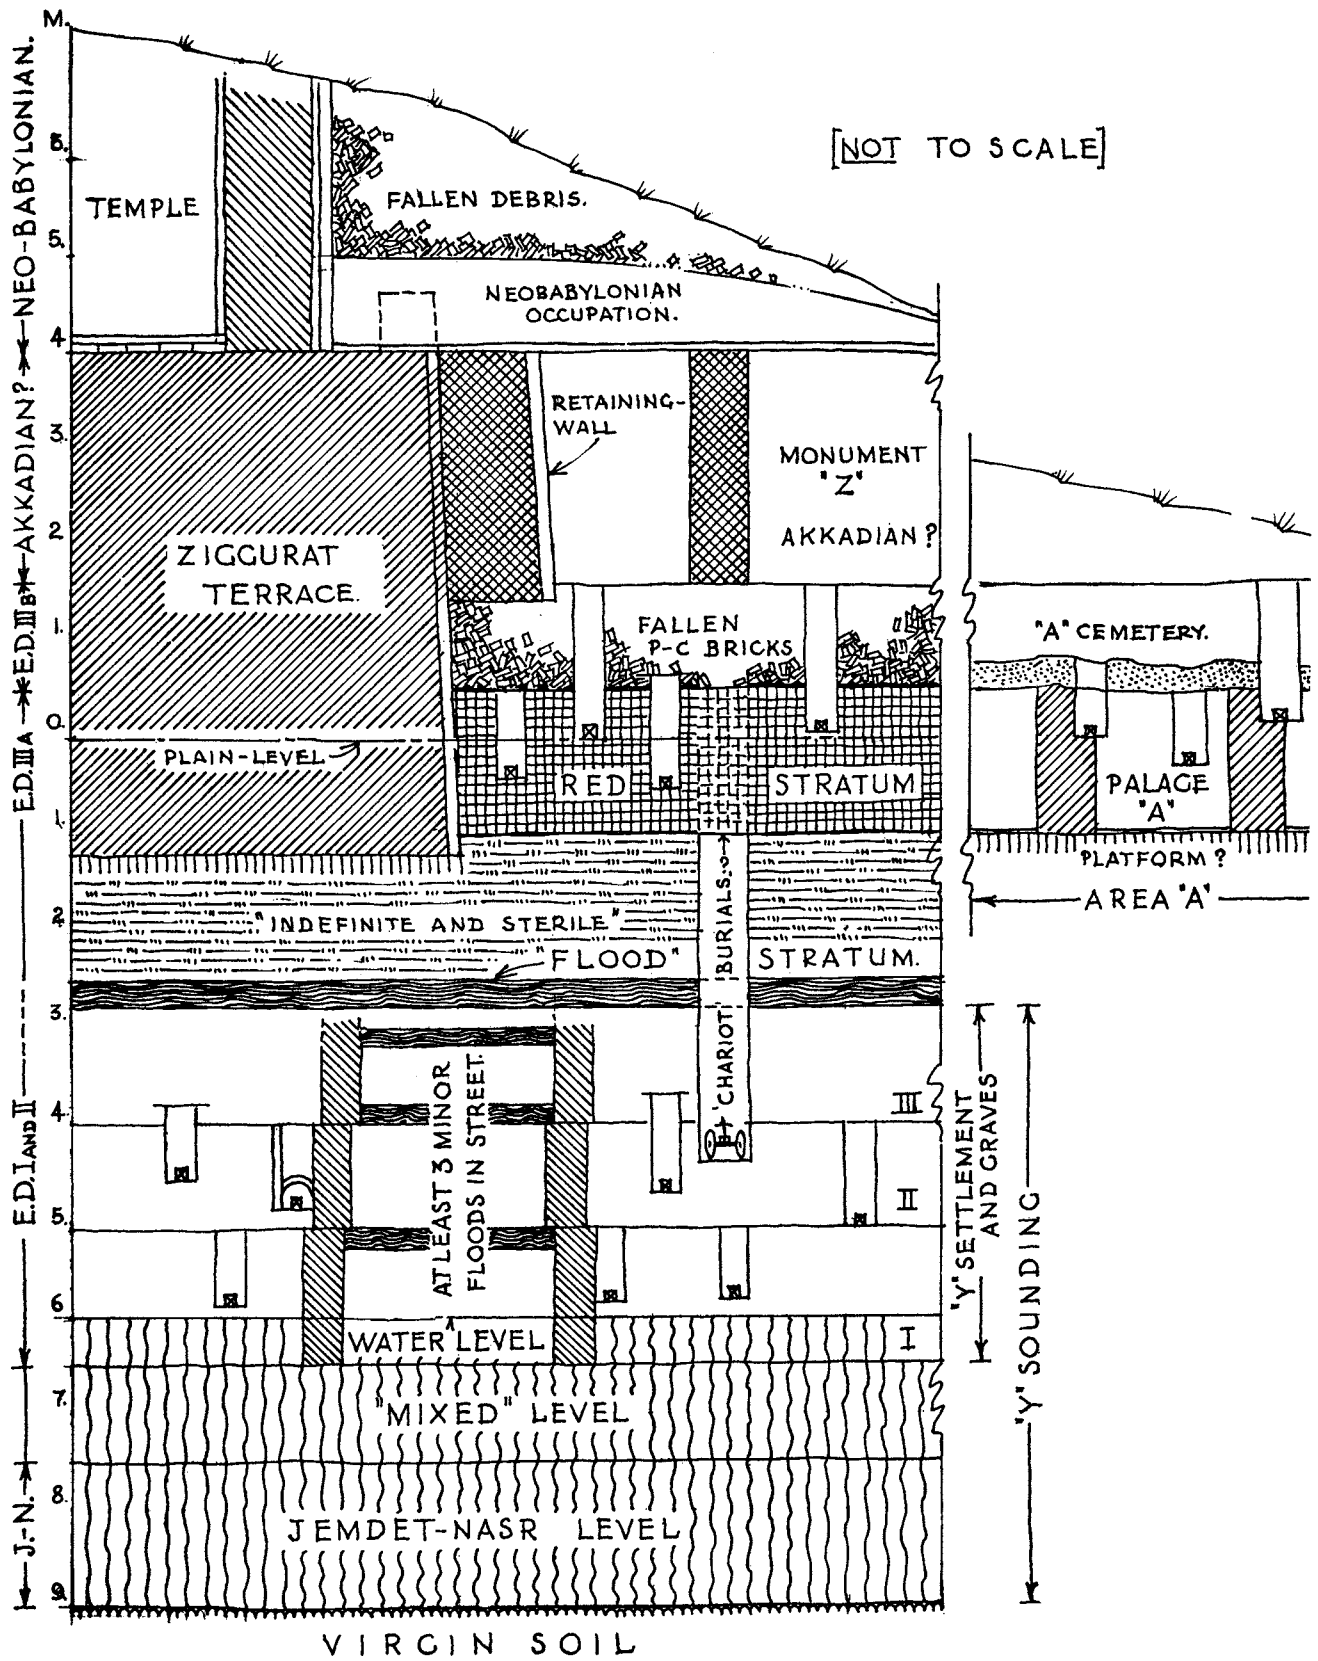 M.
6.
5.
4.
3.
2
1.
0.
1.
2.
3.
4.
5.
6.
7.
8.
9.
NEO-BABYLONIAN.
AKKADIAN?
E.D.III B
E.D.III A
E.D.I AND II
J.-N.
[NOT TO SCALE]
TEMPLE
FALLEN DEBRIS.
NEOBABYLONIAN
OCCUPATION.
RETAINING-
WALL
MONUMENT
"Z"
AKKADIAN?
ZIGGURAT
TERRACE.
FALLEN
P-C BRICKS
"A" CEMETERY.
PLAIN-LEVEL
RED STRATUM
PALACE
"A"
PLATFORM?
AREA "A"
"INDEFINITE AND STERILE"
"FLOOD" STRATUM.
'CHARIOT' BURIALS.?
AT LEAST 3 MINOR
FLOODS IN STREET.
III
II
I
"Y" SETTLEMENT
AND GRAVES
"Y" SOUNDING
WATER LEVEL
"MIXED" LEVEL
JEMDET-NASR LEVEL
VIRGIN SOIL